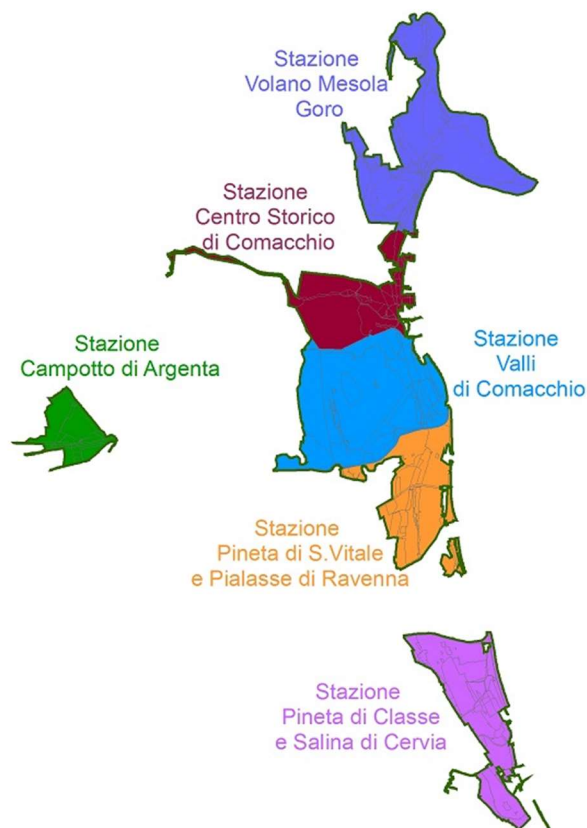 Stazione
Volano Mesola
Goro
Stazione
Centro Storico
di Comacchio
Stazione
Campotto di Argenta
Stazione
Valli
di Comacchio
Stazione
Pineta di S.Vitale
e Pialasse di Ravenna
Stazione
Pineta di Classe
e Salina di Cervia